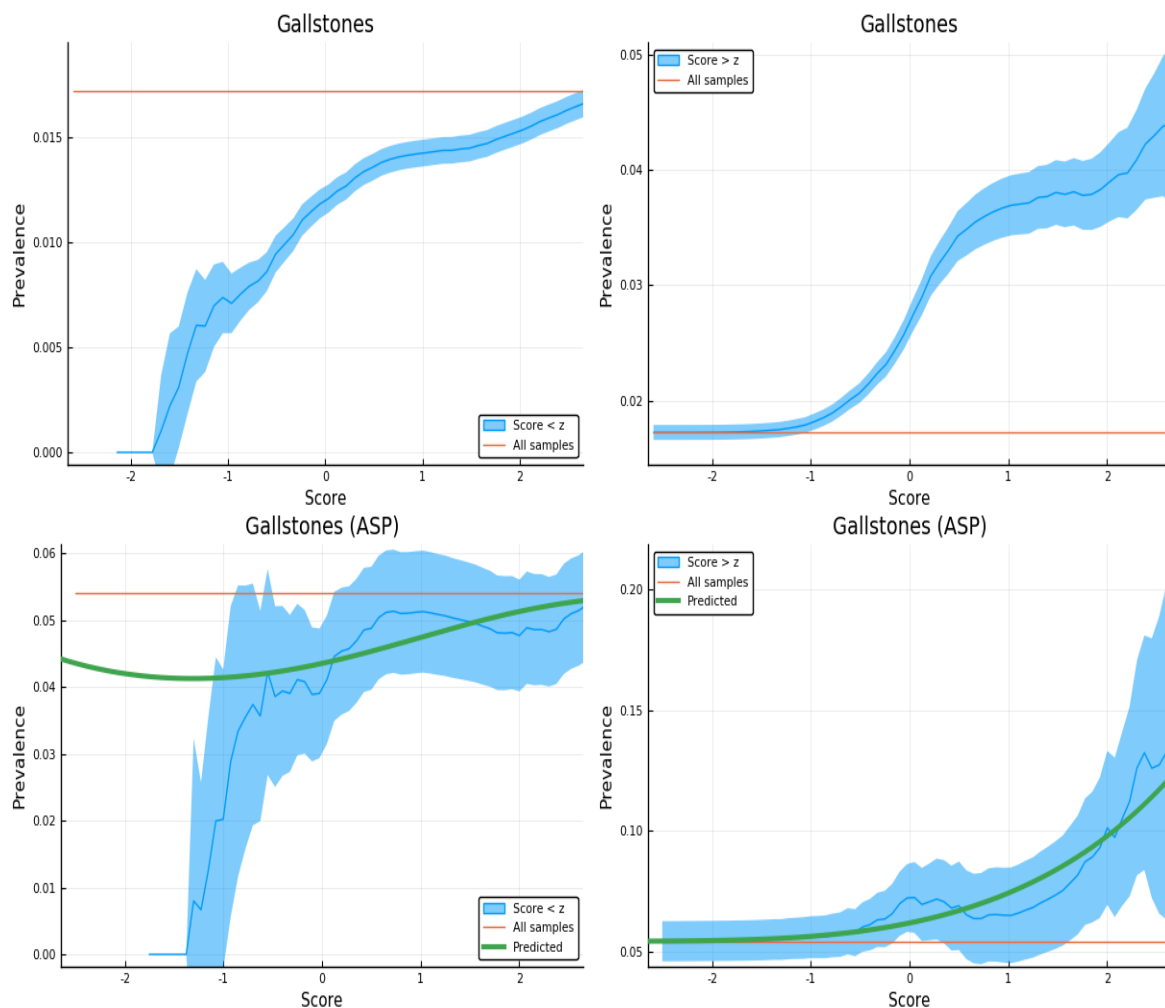 Gallstones
0.015
0.010
0.005
0.000
Prevalence
-2 -1 0 1 2
Score
Score < z
All samples
Gallstones
0.05
0.04
0.03
0.02
Prevalence
-2 -1 0 1 2
Score
Score > z
All samples
Gallstones (ASP)
0.06
0.05
0.04
0.03
0.02
0.01
0.00
Prevalence
-2 -1 0 1 2
Score
Score < z
All samples
Predicted
Gallstones (ASP)
0.20
0.15
0.10
0.05
Prevalence
-2 -1 0 1 2
Score
Score > z
All samples
Predicted